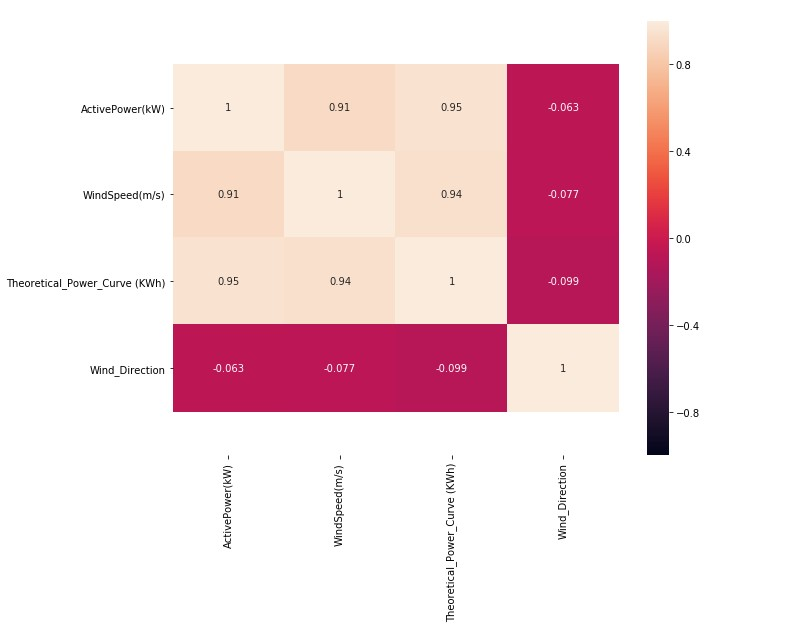 0.8
ActivePower(kW)
1
0.91
0.95
-0.063
0.4
WindSpeed(m/s)
0.91
1
0.94
-0.077
0.0
Theoretical_Power_Curve (KWh)
0.95
0.94
1
-0.099
−0.4
Wind_Direction
-0.063
-0.077
-0.099
1
−0.8
ActivePower(kW)
WindSpeed(m/s)
Theoretical_Power_Curve (KWh)
Wind_Direction